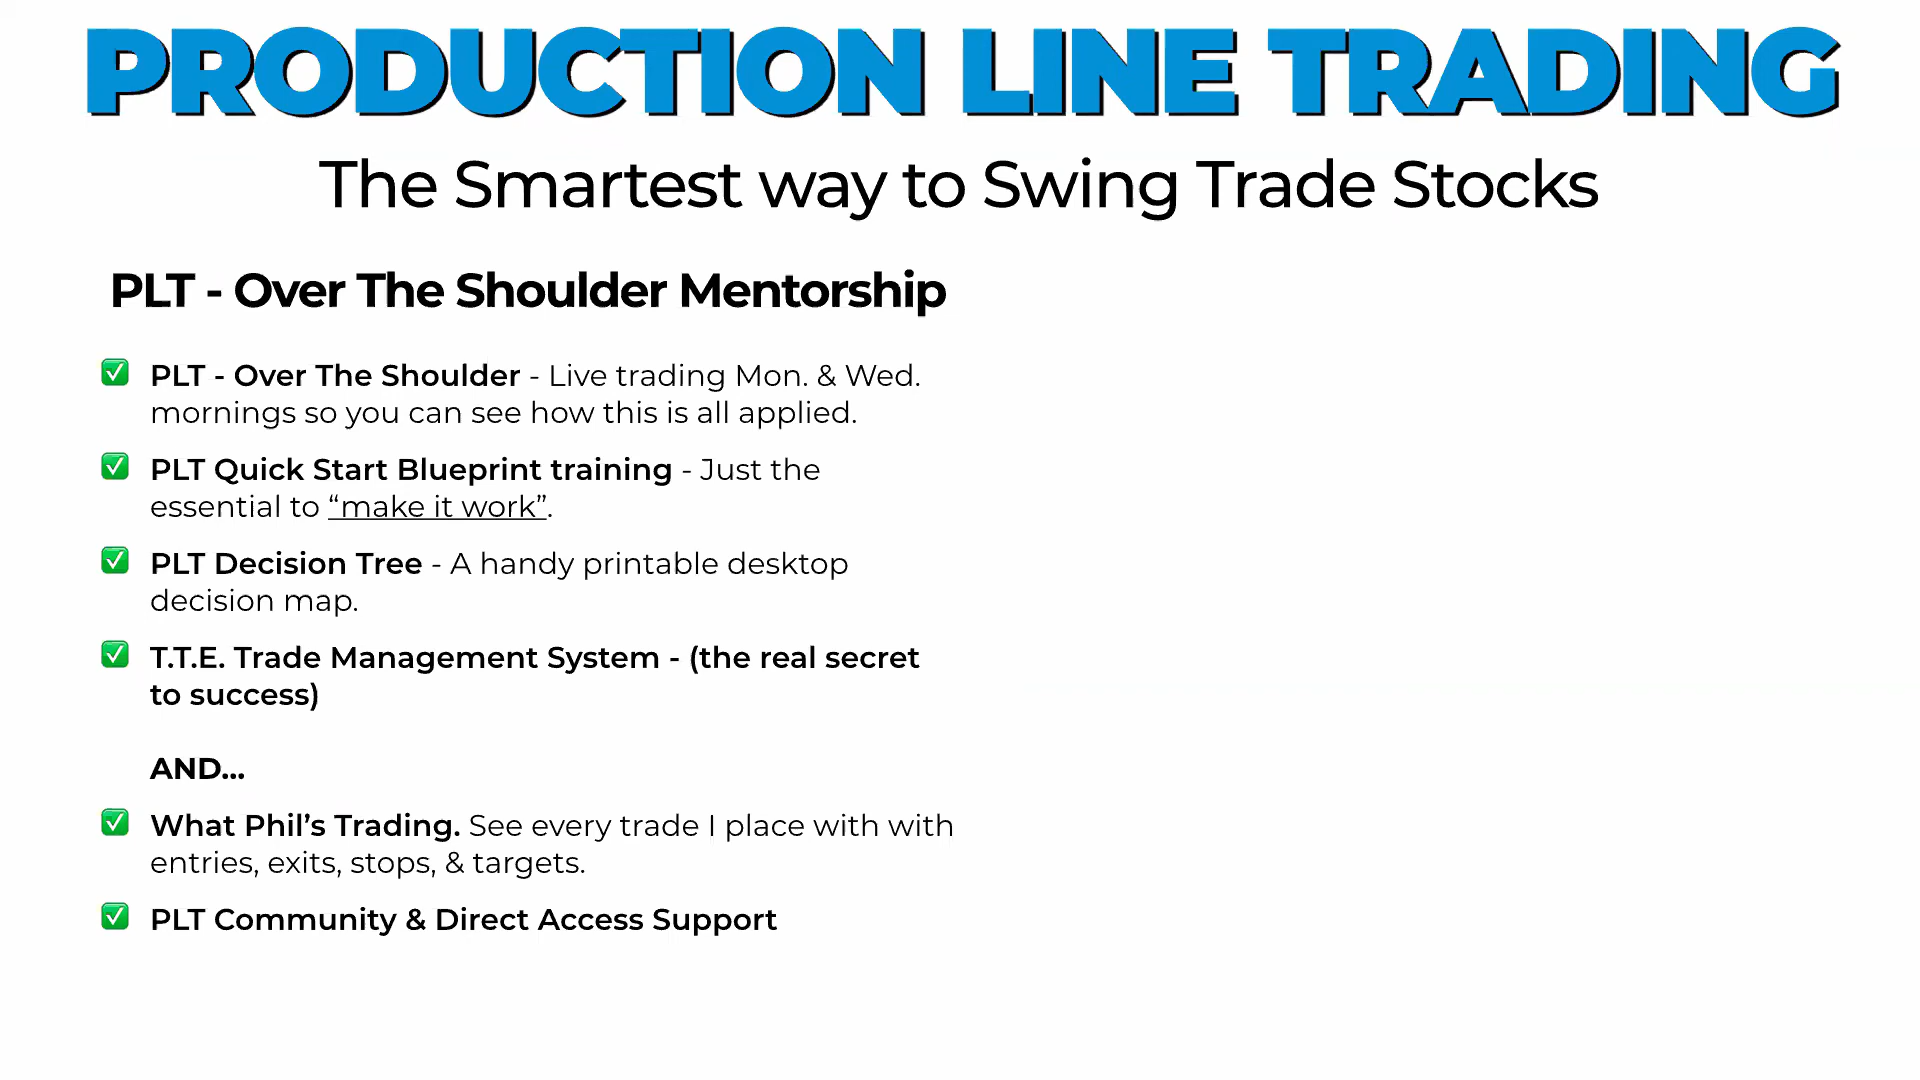 PRODUCTION LINE TRADING
The Smartest way to Swing Trade Stocks
PLT - Over The Shoulder Mentorship
✅ PLT - Over The Shoulder - Live trading Mon. & Wed.
mornings so you can see how this is all applied.
✅ PLT Quick Start Blueprint training - Just the
essential to “make it work”.
✅ PLT Decision Tree - A handy printable desktop
decision map.
✅ T.T.E. Trade Management System - (the real secret
to success)
AND...
✅ What Phil’s Trading. See every trade I place with with
entries, exits, stops, & targets.
✅ PLT Community & Direct Access Support